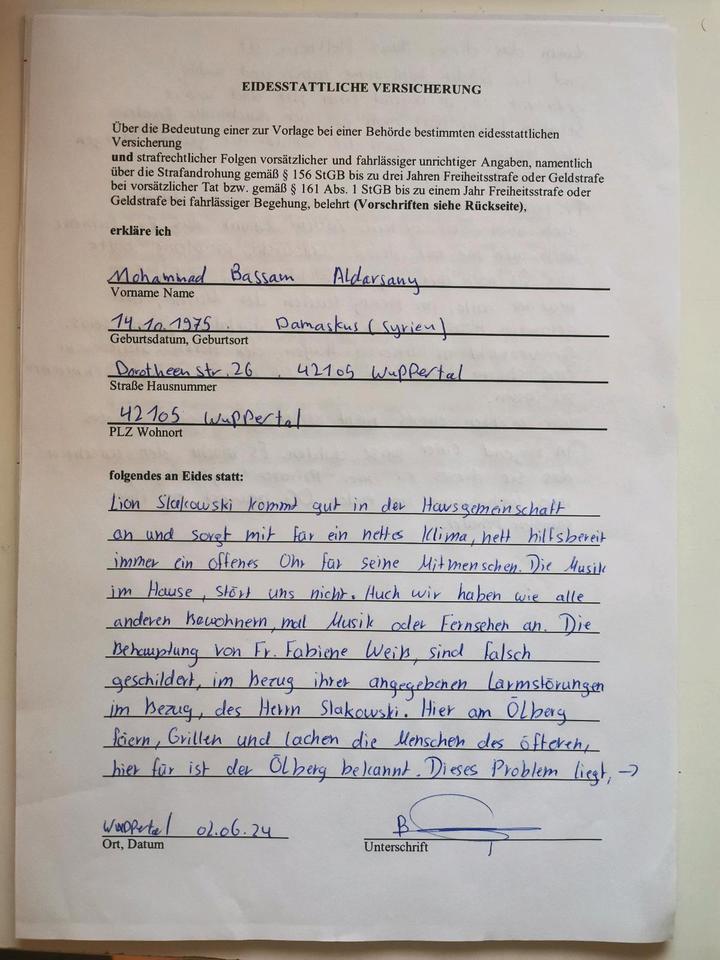 EIDESSTATTLICHE VERSICHERUNG
Über die Bedeutung einer zur Vorlage bei einer Behörde bestimmten eidesstattlichen
Versicherung
und strafrechtlicher Folgen vorsätzlicher und fahrlässiger unrichtiger Angaben, namentlich
über die Strafandrohung gemäß § 156 StGB bis zu drei Jahren Freiheitsstrafe oder Geldstrafe
bei vorsätzlicher Tat bzw. gemäß § 161 Abs. 1 StGB bis zu einem Jahr Freiheitsstrafe oder
Geldstrafe bei fahrlässiger Begehung, belehrt (Vorschriften siehe Rückseite),
erkläre ich
Mohammad Bassam Aldarsany
Vorname Name
14.10.1975. Damaskus (Syrien)
Geburtsdatum, Geburtsort
Dorotheenstr. 26, 42105 Wuppertal
Straße Hausnummer
42105 Wuppertal
PLZ Wohnort
folgendes an Eides statt:
Lion Slakowski kommt gut in der Hausgemeinschaft
an und sorgt mit für ein nettes Klima, nett hilfsbereit
immer ein offenes Ohr für seine Mitmenschen. Die Musik
im Hause, stört uns nicht. Auch wir haben wie alle
anderen Bewohnern, mal Musik oder Fernsehen an. Die
Behauptung von Fr. Fabiene Weiß, sind falsch
geschildert, im bezug ihrer angegebenen Lärmstörungen
im Bezug, des Herrn Slakowski. Hier am Ölberg
feiern, Grillen und lachen die Menschen des öfteren,
hier für ist der Ölberg bekannt. Dieses Problem liegt, →
Wuppertal 02.06.24
Ort, Datum
Unterschrift